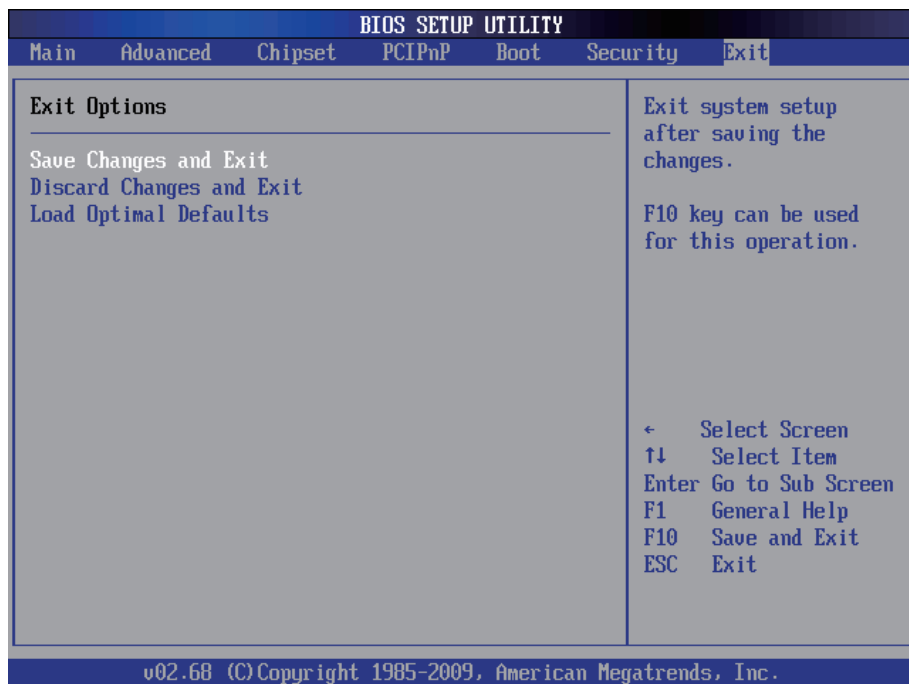 BIOS SETUP UTILITY
Main Advanced Chipset PCIPnP Boot Security Exit
Exit Options
Save Changes and Exit
Discard Changes and Exit
Load Optimal Defaults
Exit system setup
after saving the
changes.
F10 key can be used
for this operation.
← Select Screen
↑↓ Select Item
Enter Go to Sub Screen
F1 General Help
F10 Save and Exit
ESC Exit
v02.68 (C)Copyright 1985-2009, American Megatrends, Inc.